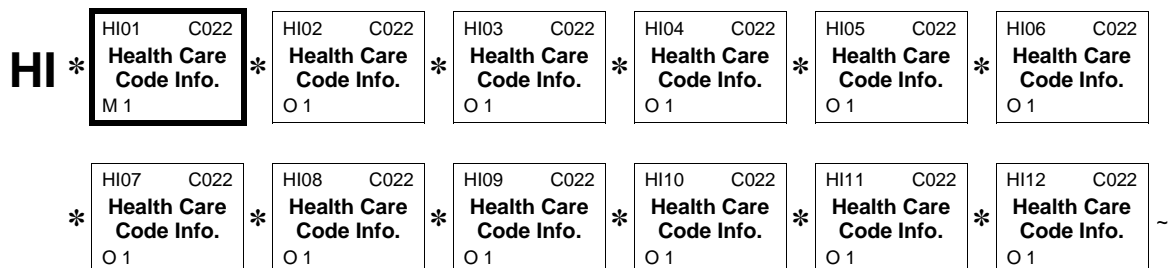 HI01 C022 HI02 C022 HI03 C022 HI04 C022 HI05 C022 HI06 C022
HI * Health Care * Health Care * Health Care * Health Care * Health Care * Health Care
Code Info. Code Info. Code Info. Code Info. Code Info. Code Info.
M 1 O 1 O 1 O 1 O 1 O 1
HI07 C022 HI08 C022 HI09 C022 HI10 C022 HI11 C022 HI12 C022
* Health Care * Health Care * Health Care * Health Care * Health Care * Health Care ~
Code Info. Code Info. Code Info. Code Info. Code Info. Code Info.
O 1 O 1 O 1 O 1 O 1 O 1